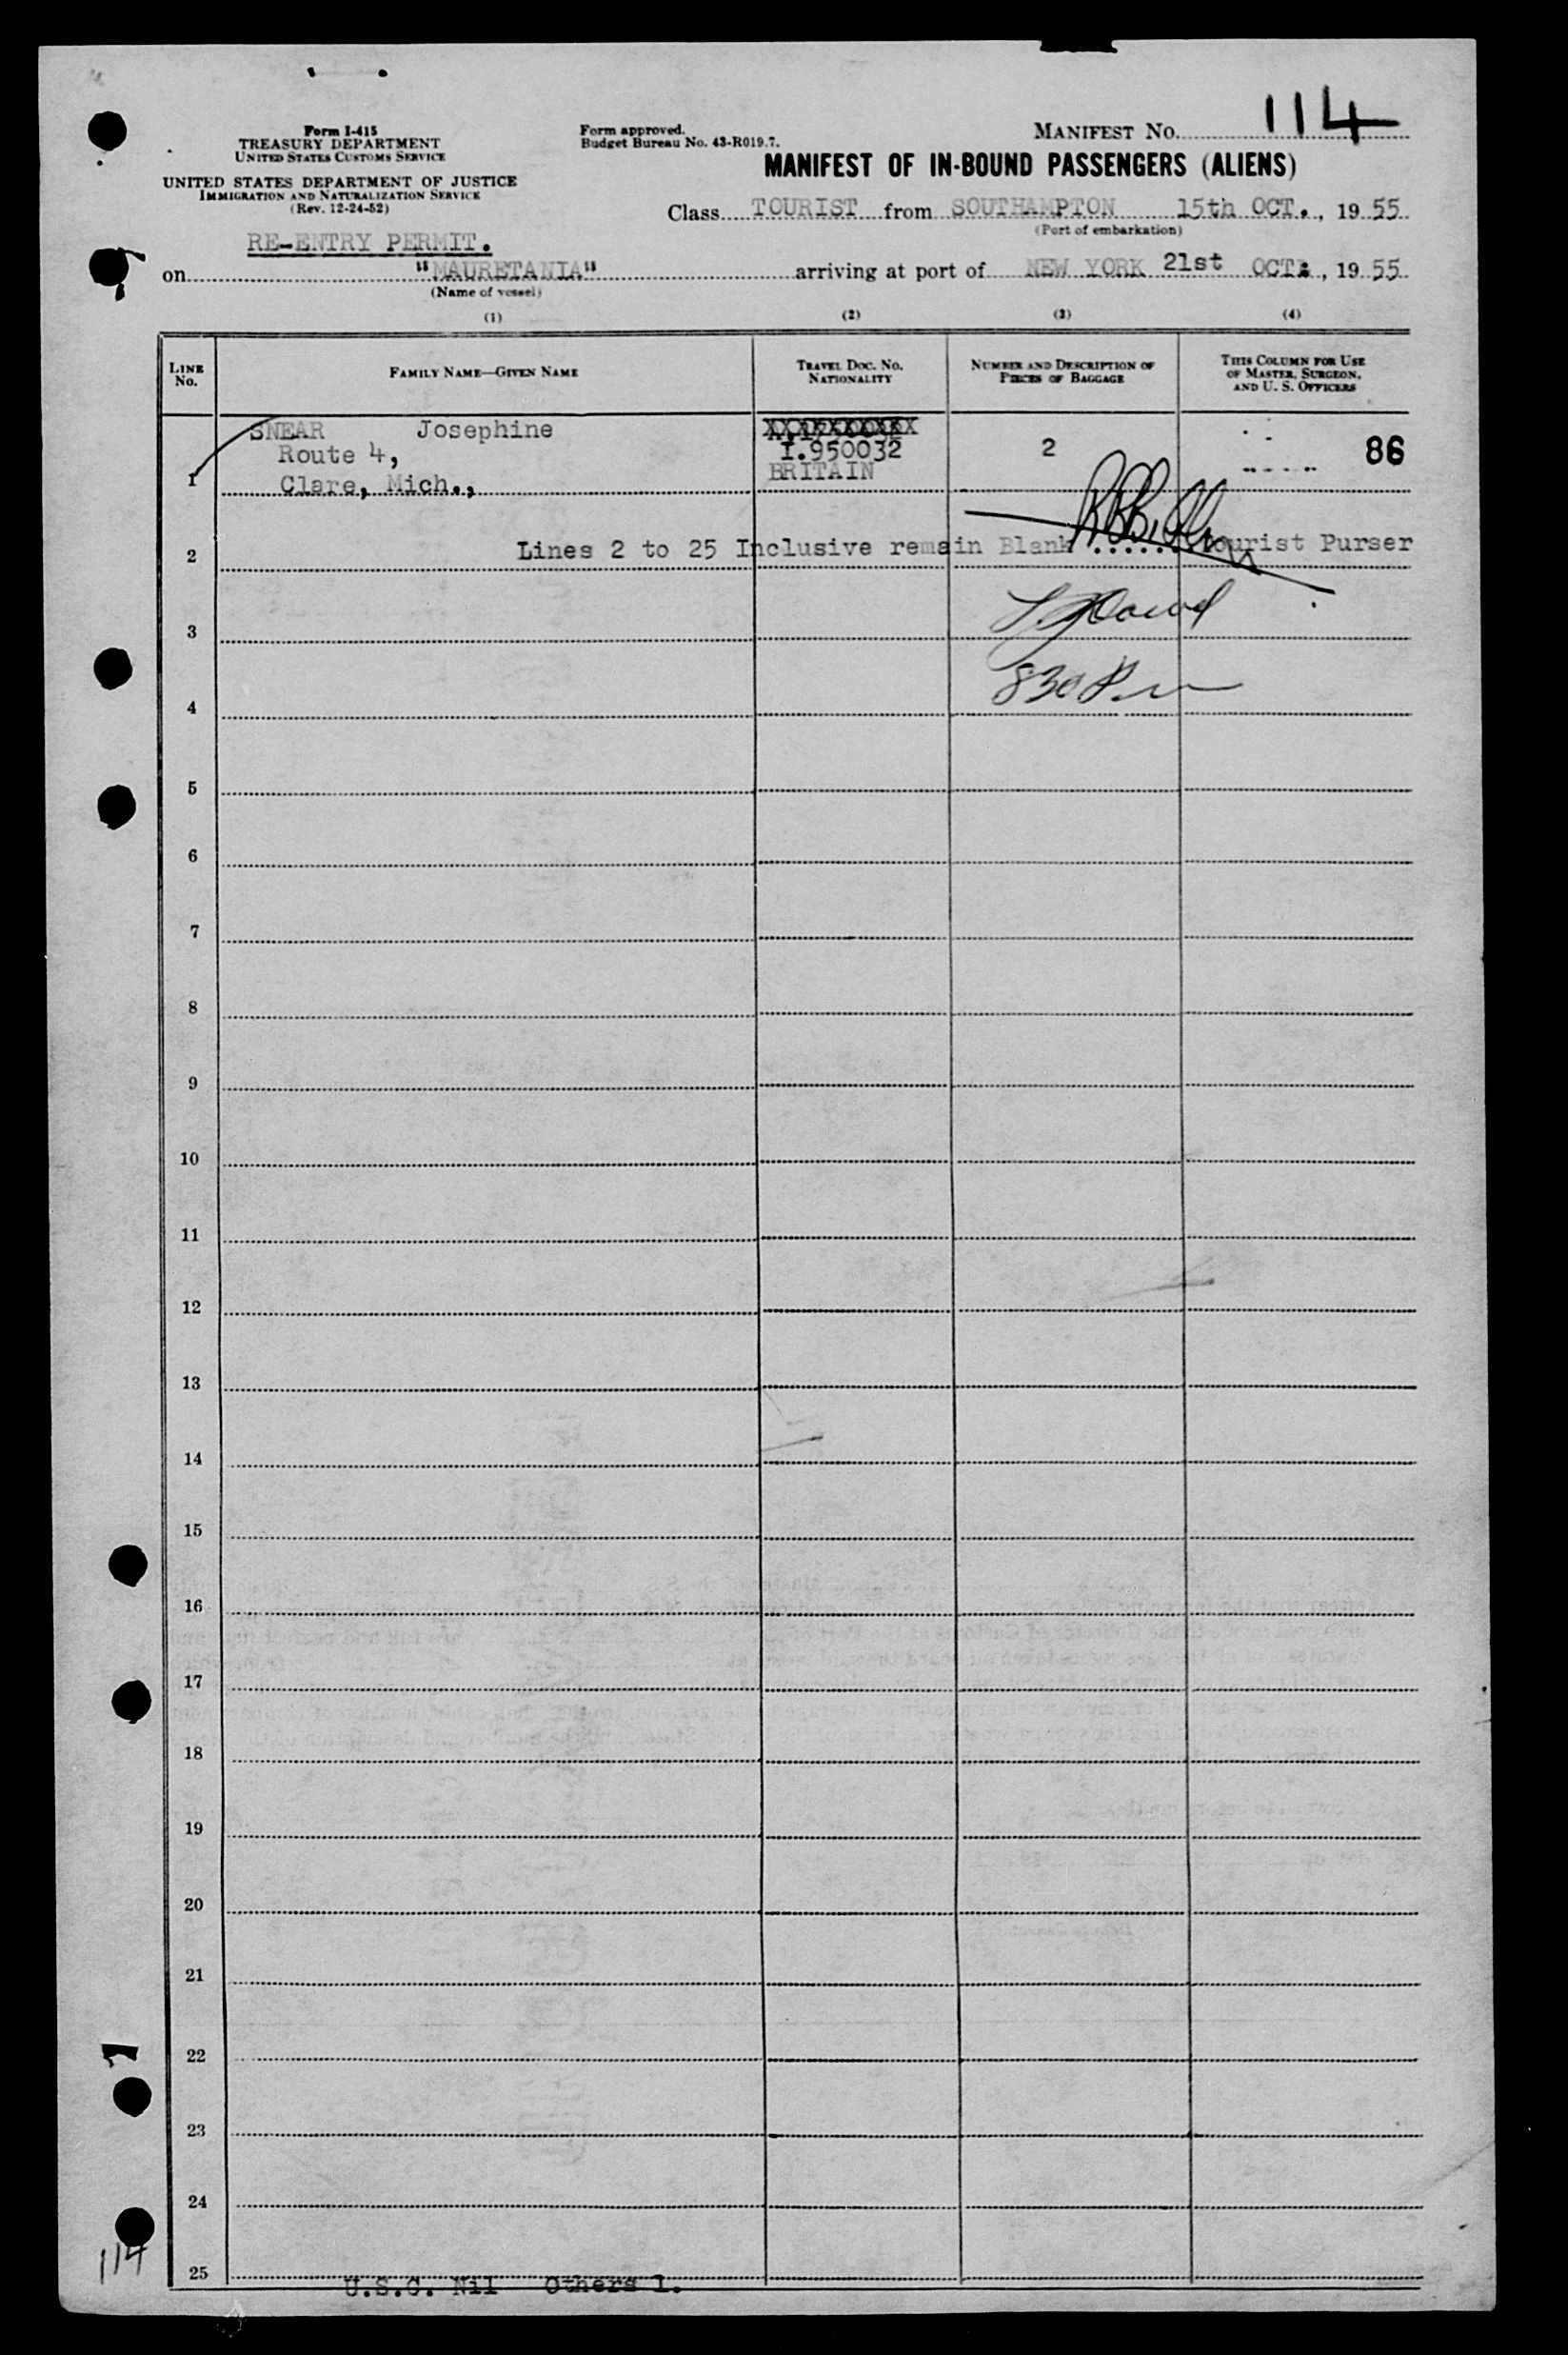 Form I-415
TREASURY DEPARTMENT
UNITED STATES CUSTOMS SERVICE
UNITED STATES DEPARTMENT OF JUSTICE
IMMIGRATION AND NATURALIZATION SERVICE
(Rev. 12-24-52)
Form approved.
Budget Bureau No. 43-R019.7.
MANIFEST NO. 114
MANIFEST OF IN-BOUND PASSENGERS (ALIENS)
Class TOURIST from SOUTHAMPTON 15th OCT., 19 55
(Port of embarkation)
RE-ENTRY PERMIT.
on "MAURETANIA" arriving at port of NEW YORK 21st OCT., 19 55
(Name of vessel)
(1) (2) (3) (4)
LINE No.
FAMILY NAME—GIVEN NAME
TRAVEL DOC. NO. NATIONALITY
NUMBER AND DESCRIPTION OF PIECES OF BAGGAGE
THIS COLUMN FOR USE OF MASTER, SURGEON, AND U. S. OFFICERS
1 SNEAR Josephine
Route 4,
Clare, Mich.,
I.950032
BRITAIN
2
86
2 Lines 2 to 25 Inclusive remain Blank ........Tourist Purser
3
830 Pm
4
5
6
7
8
9
10
11
12
13
14
15
16
17
18
19
20
21
22
23
24
25
U.S.C. Nil Others 1.
114